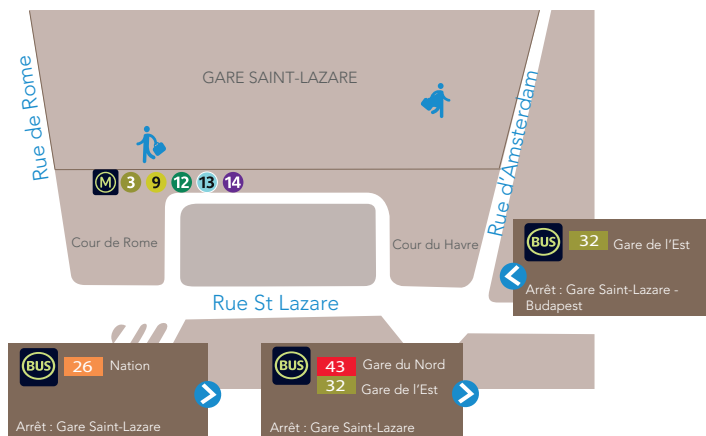 Rue de Rome
GARE SAINT-LAZARE
Rue d'Amsterdam
M 3 9 12 13 14
Cour de Rome
Cour du Havre
BUS 32 Gare de l'Est
Arrêt : Gare Saint-Lazare -
Budapest
Rue St Lazare
BUS 26 Nation
Arrêt : Gare Saint-Lazare
BUS 43 Gare du Nord
32 Gare de l'Est
Arrêt : Gare Saint-Lazare